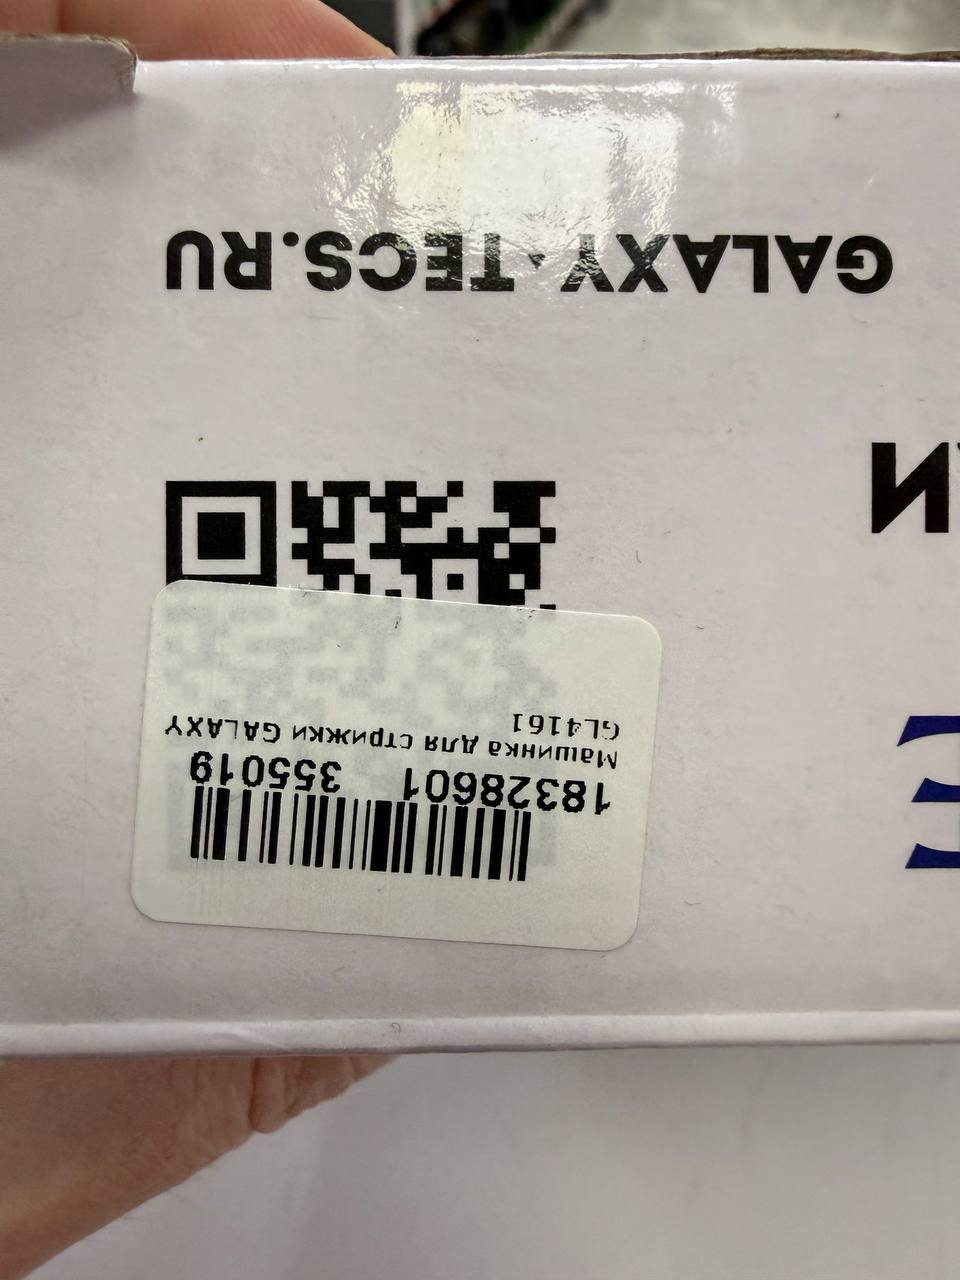 18328601 355019
Машинка для стрижки GALAXY
GL4161
GALAXY-TECS.RU